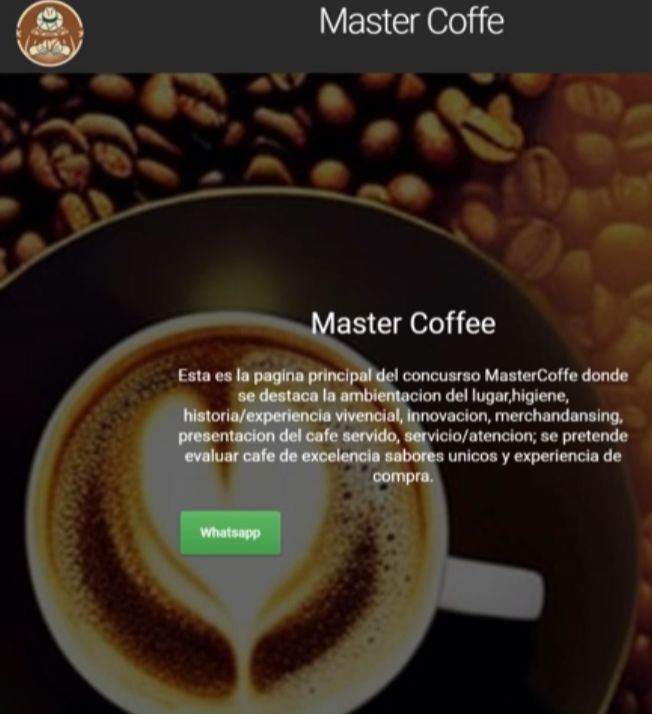 Master Coffe
Master Coffee
Esta es la pagina principal del concusrso MasterCoffe donde
se destaca la ambientacion del lugar,higiene,
historia/experiencia vivencial, innovacion, merchandansing,
presentacion del cafe servido, servicio/atencion; se pretende
evaluar cafe de excelencia sabores unicos y experiencia de
compra.
Whatsapp